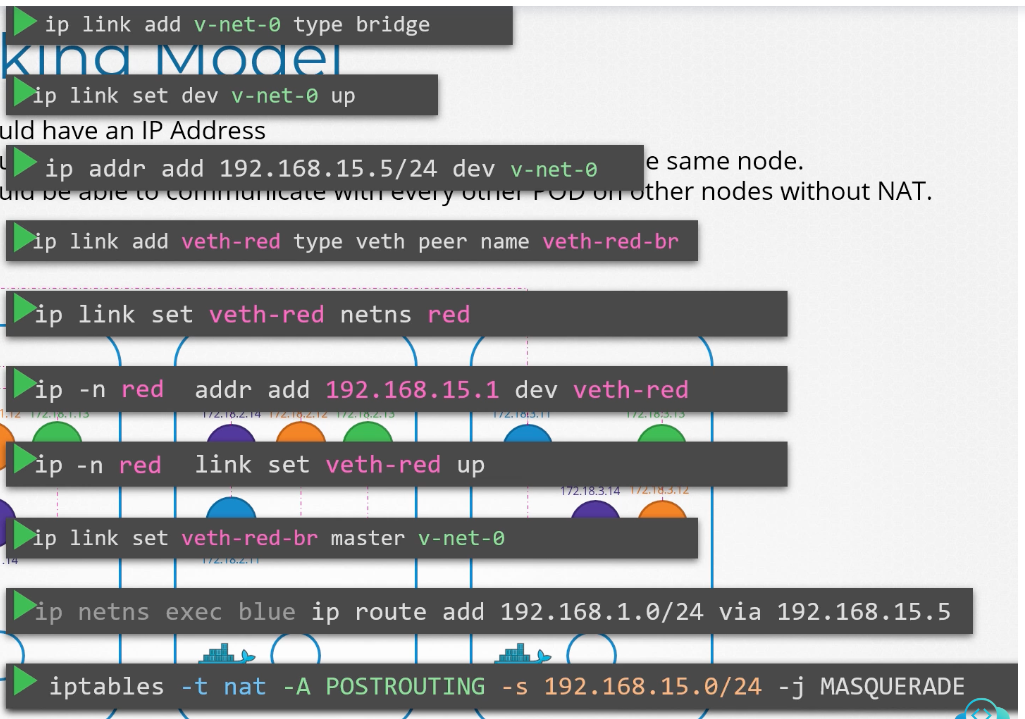 ip link add v-net-0 type bridge
king Model
ip link set dev v-net-0 up
uld have an IP Address
ip addr add 192.168.15.5/24 dev v-net-0
e same node.
uld be able to communicate with every other POD on other nodes without NAT.
ip link add veth-red type veth peer name veth-red-br
ip link set veth-red netns red
ip -n red addr add 192.168.15.1 dev veth-red
1.12 172.18.1.13 172.18.2.14 172.18.2.12 172.18.2.13 172.18.3.11 172.18.3.13
ip -n red link set veth-red up
172.18.3.14 172.18.3.12
ip link set veth-red-br master v-net-0
.14 172.18.2.11
ip netns exec blue ip route add 192.168.1.0/24 via 192.168.15.5
iptables -t nat -A POSTROUTING -s 192.168.15.0/24 -j MASQUERADE